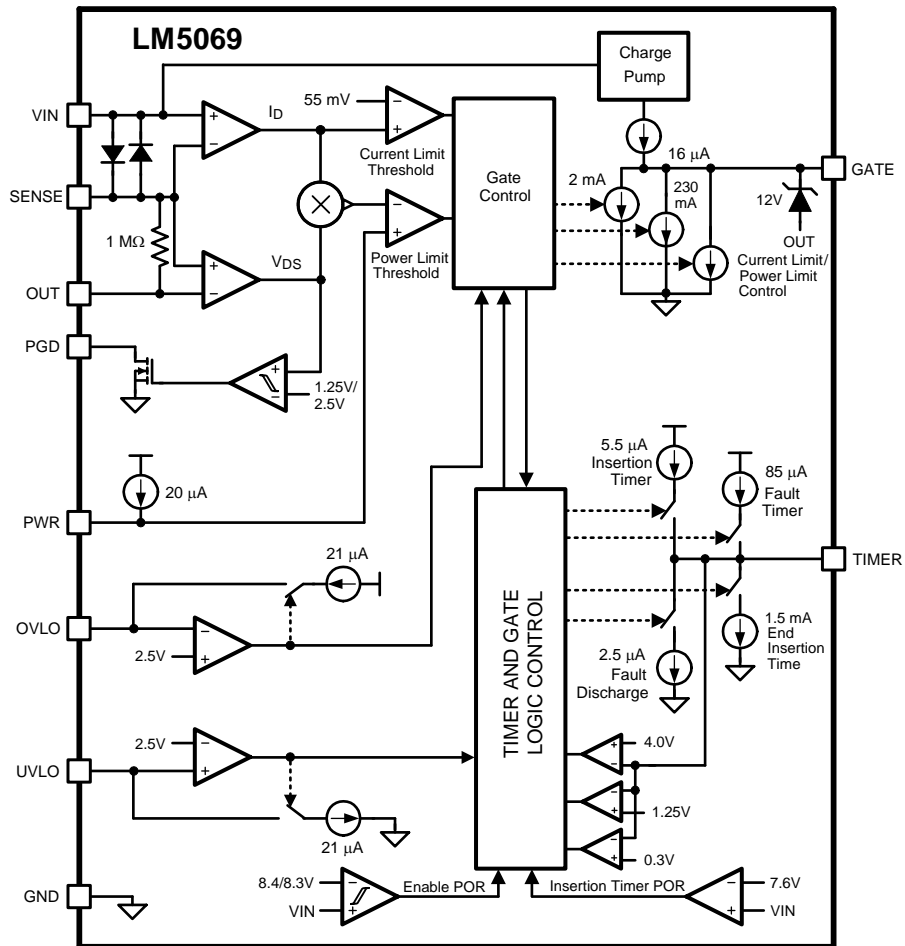 LM5069
Charge
Pump
VIN
SENSE
OUT
PGD
PWR
OVLO
UVLO
GND
GATE
TIMER
+
−
I_D
55 mV
−
+
Current Limit
Threshold
Gate
Control
16 µA
2 mA
230
mA
12V
OUT
Current Limit/
Power Limit
Control
1 MΩ
+
−
V_DS
−
+
Power Limit
Threshold
+
−
1.25V/
2.5V
20 µA
21 µA
−
2.5V
+
5.5 µA
Insertion
Timer
85 µA
Fault
Timer
2.5 µA
Fault
Discharge
1.5 mA
End
Insertion
Time
TIMER AND GATE
LOGIC CONTROL
2.5V
−
+
21 µA
+
4.0V
−
−
+
1.25V
−
+
0.3V
8.4/8.3V
−
VIN
+
Enable POR
Insertion Timer POR
−
7.6V
+
VIN